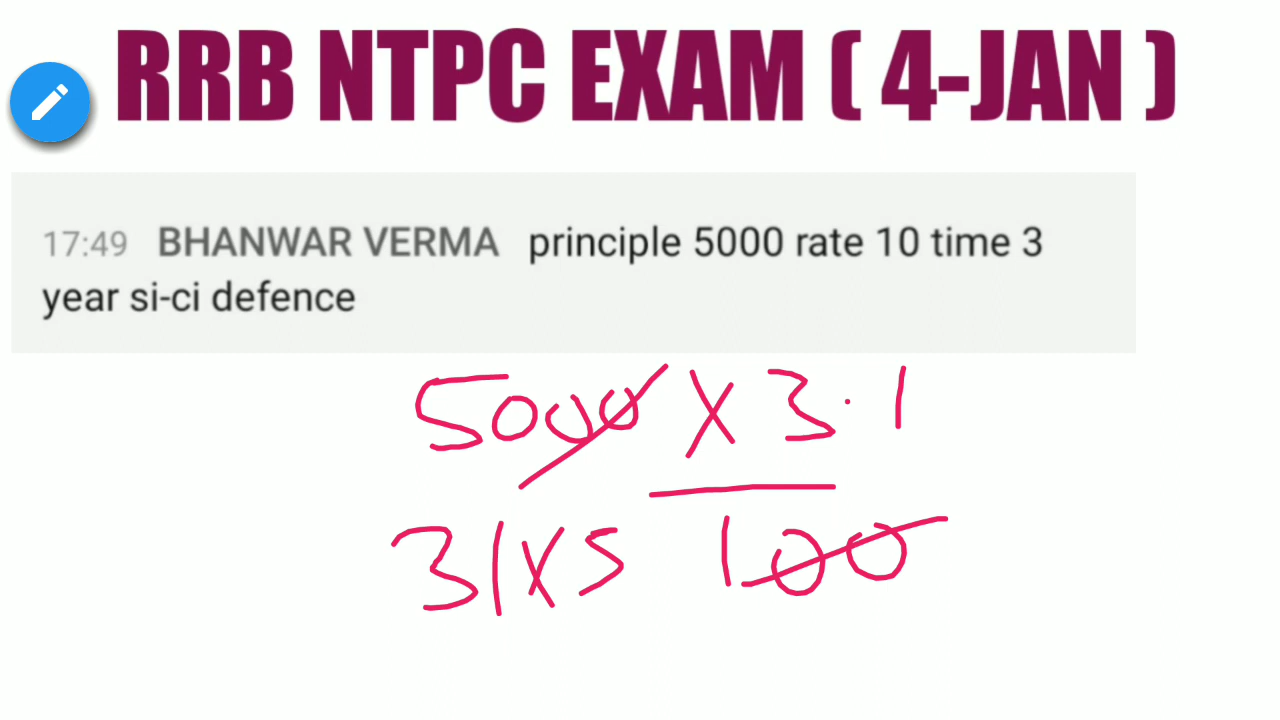 RRB NTPC EXAM ( 4-JAN )
17:49 BHANWAR VERMA principle 5000 rate 10 time 3
year si-ci defence
5000 X 3.1
31X5 100